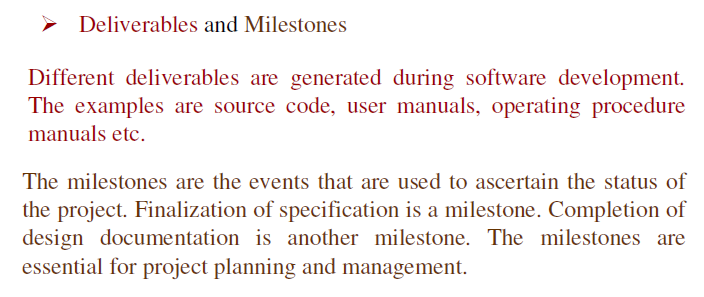 ➢ Deliverables and Milestones
Different deliverables are generated during software development.
The examples are source code, user manuals, operating procedure
manuals etc.
The milestones are the events that are used to ascertain the status of
the project. Finalization of specification is a milestone. Completion of
design documentation is another milestone. The milestones are
essential for project planning and management.